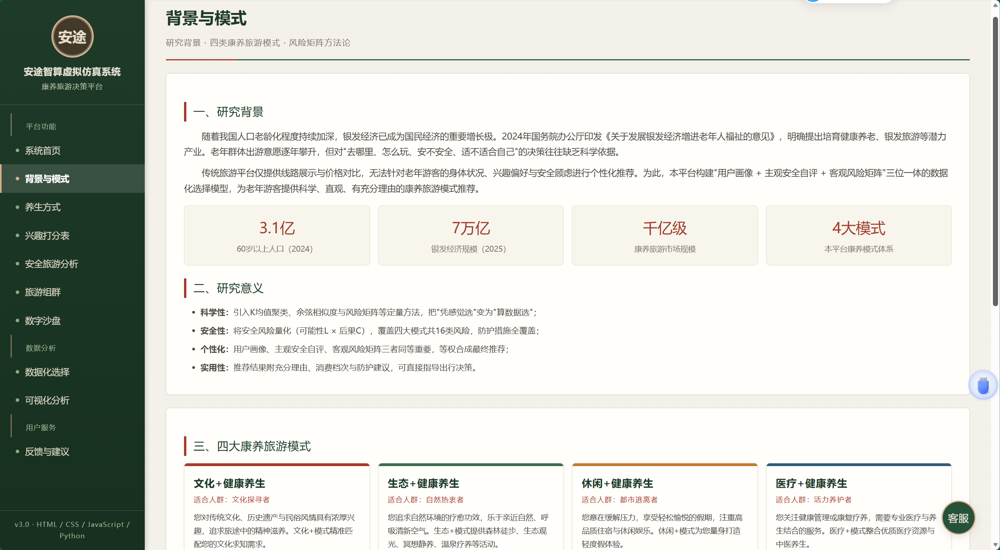 安途
安途智算虚拟仿真系统
康养旅游决策平台
平台功能
系统首页
背景与模式
养生方式
兴趣打分表
安全旅游分析
旅游组群
数字沙盘
数据分析
数据化选择
可视化分析
用户服务
反馈与建议
v3.0 · HTML / CSS / JavaScript /
Python
背景与模式
研究背景 · 四类康养旅游模式 · 风险矩阵方法论
一、研究背景
随着我国人口老龄化程度持续加深，银发经济已成为国民经济的重要增长极。2024年国务院办公厅印发《关于发展银发经济增进老年人福祉的意见》，明确提出培育健康养老、银发旅游等潜力
产业。老年群体出游意愿逐年攀升，但对"去哪里、怎么玩、安不安全、适不适合自己"的决策往往缺乏科学依据。
传统旅游平台仅提供线路展示与价格对比，无法针对老年游客的身体状况、兴趣偏好与安全顾虑进行个性化推荐。为此，本平台构建"用户画像 + 主观安全自评 + 客观风险矩阵"三位一体的数据
化选择模型，为老年游客提供科学、直观、有充分理由的康养旅游模式推荐。
3.1亿
60岁以上人口（2024）
7万亿
银发经济规模（2025）
千亿级
康养旅游市场规模
4大模式
本平台康养模式体系
二、研究意义
• 科学性：引入K均值聚类、余弦相似度与风险矩阵等定量方法，把"凭感觉选"变为"算数据选"；
• 安全性：将安全风险量化（可能性L × 后果C），覆盖四大模式共16类风险，防护措施全覆盖；
• 个性化：用户画像、主观安全自评、客观风险矩阵三者同等重要，等权合成最终推荐；
• 实用性：推荐结果附充分理由、消费档次与防护建议，可直接指导出行决策。
三、四大康养旅游模式
文化+健康养生
适合人群：文化探寻者
您对传统文化、历史遗产与民俗风情具有浓厚兴
趣，追求旅途中的精神滋养。文化+模式精准匹
配您的文化求知需求。
生态+健康养生
适合人群：自然热衷者
您追求自然环境的疗愈功效，乐于亲近自然、呼
吸清新空气。生态+模式提供森林徒步、生态观
光、冥想静养、温泉疗养等活动。
休闲+健康养生
适合人群：都市逃离者
您意在缓解压力，享受轻松愉悦的假期，注重高
品质住宿与休闲娱乐。休闲+模式为您量身打造
轻度假体验。
医疗+健康养生
适合人群：活力养护者
您关注健康管理或康复疗养，需要专业医疗与养
生结合的服务。医疗+模式整合优质医疗资源与
中医养生。
客服